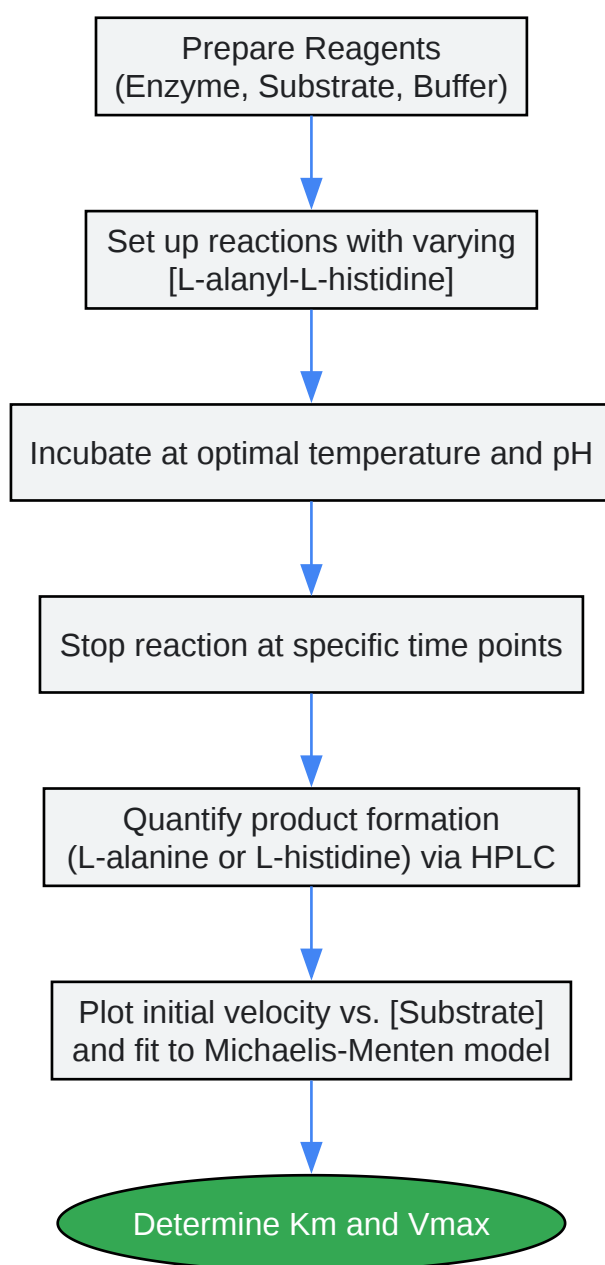 Prepare Reagents
(Enzyme, Substrate, Buffer)
Set up reactions with varying
[L-alanyl-L-histidine]
Incubate at optimal temperature and pH
Stop reaction at specific time points
Quantify product formation
(L-alanine or L-histidine) via HPLC
Plot initial velocity vs. [Substrate]
and fit to Michaelis-Menten model
Determine Km and Vmax